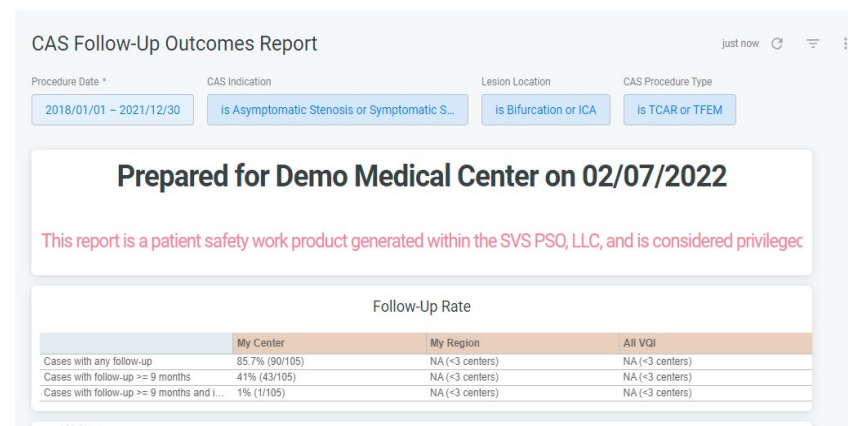 CAS Follow-Up Outcomes Report
just now
Procedure Date *
CAS Indication
Lesion Location
CAS Procedure Type
2018/01/01 – 2021/12/30
is Asymptomatic Stenosis or Symptomatic S...
is Bifurcation or ICA
is TCAR or TFEM
Prepared for Demo Medical Center on 02/07/2022
This report is a patient safety work product generated within the SVS PSO, LLC, and is considered privileged
Follow-Up Rate
My Center My Region All VQI
Cases with any follow-up 85.7% (90/105) NA (<3 centers) NA (<3 centers)
Cases with follow-up >= 9 months 41% (43/105) NA (<3 centers) NA (<3 centers)
Cases with follow-up >= 9 months and i... 1% (1/105) NA (<3 centers) NA (<3 centers)